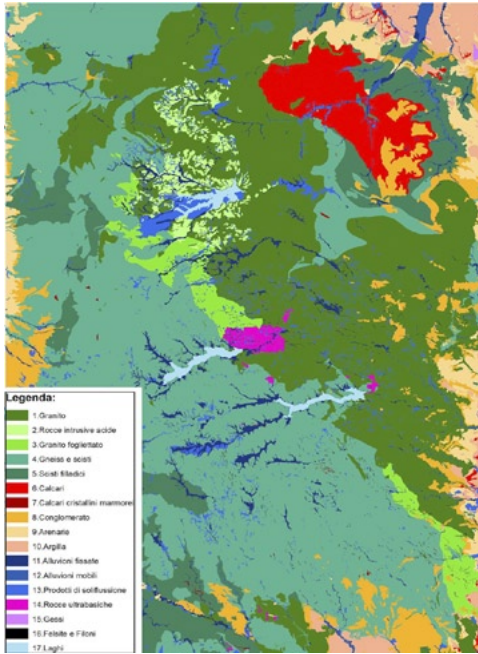 Legenda:
1.Granito
2.Rocce intrusive acide
3.Granito fogliettato
4.Gneiss e scisti
5.Scisti filladici
6.Calcari
7.Calcari cristallini marmorei
8.Conglomerato
9.Arenarie
10.Argilla
11.Alluvioni fissate
12.Alluvioni mobili
13.Prodotti di soliflussione
14.Rocce ultrabasiche
15.Gessi
16.Felsite e Filoni
17.Laghi